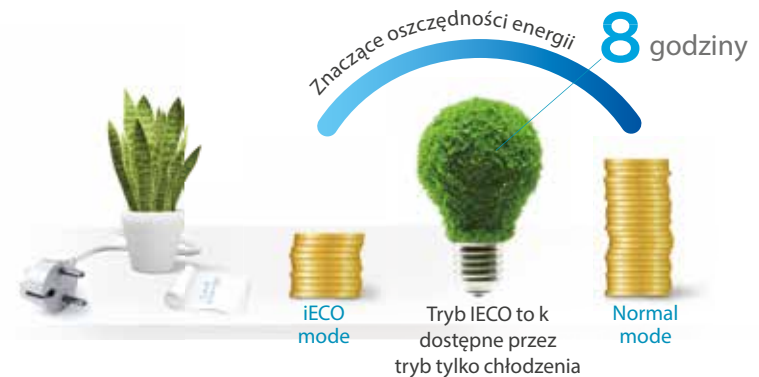 Znaczące oszczędności energii
8 godziny
iECO
mode
Tryb IECO to k
dostępne przez
tryb tylko chłodzenia
Normal
mode